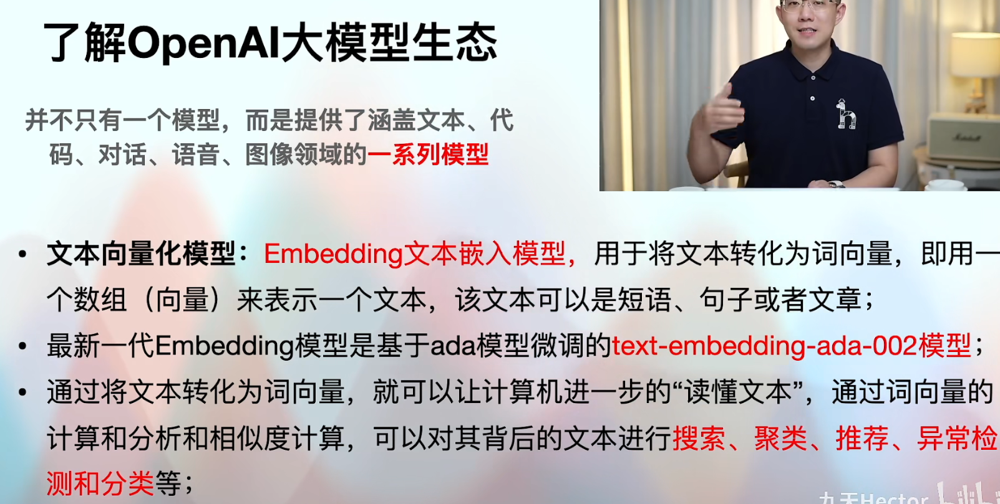 了解OpenAI大模型生态
并不只有一个模型，而是提供了涵盖文本、代
码、对话、语音、图像领域的一系列模型
Marshall
• 文本向量化模型：Embedding文本嵌入模型，用于将文本转化为词向量，即用一
个数组（向量）来表示一个文本，该文本可以是短语、句子或者文章；
• 最新一代Embedding模型是基于ada模型微调的text-embedding-ada-002模型；
• 通过将文本转化为词向量，就可以让计算机进一步的“读懂文本”，通过词向量的
计算和分析和相似度计算，可以对其背后的文本进行搜索、聚类、推荐、异常检
测和分类等；
九天Hector bilibili